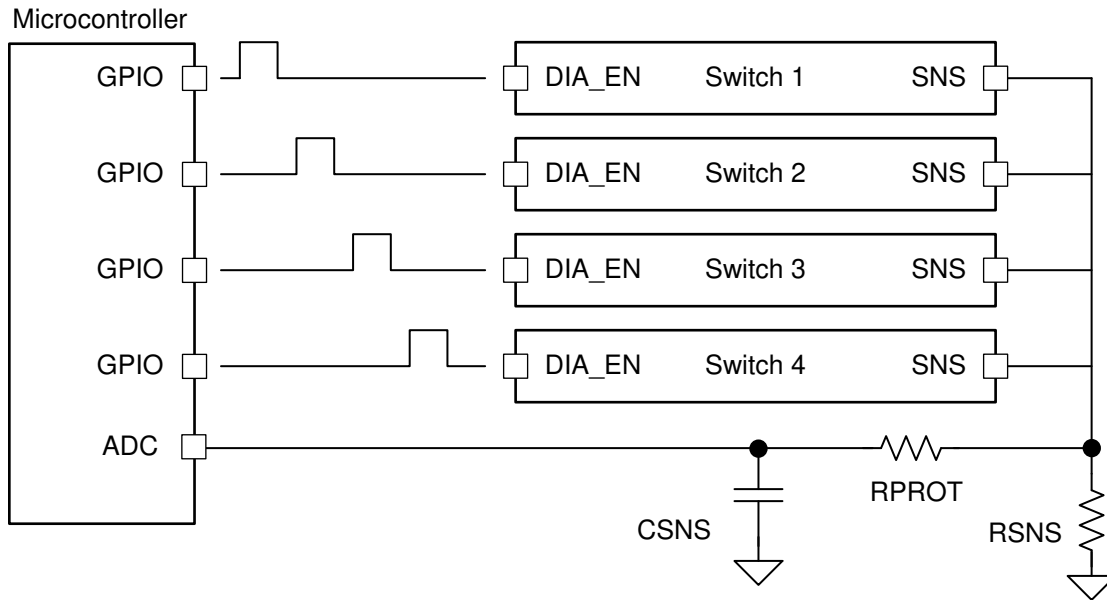 Microcontroller
GPIO DIA_EN Switch 1 SNS
GPIO DIA_EN Switch 2 SNS
GPIO DIA_EN Switch 3 SNS
GPIO DIA_EN Switch 4 SNS
ADC
RPROT
CSNS
RSNS